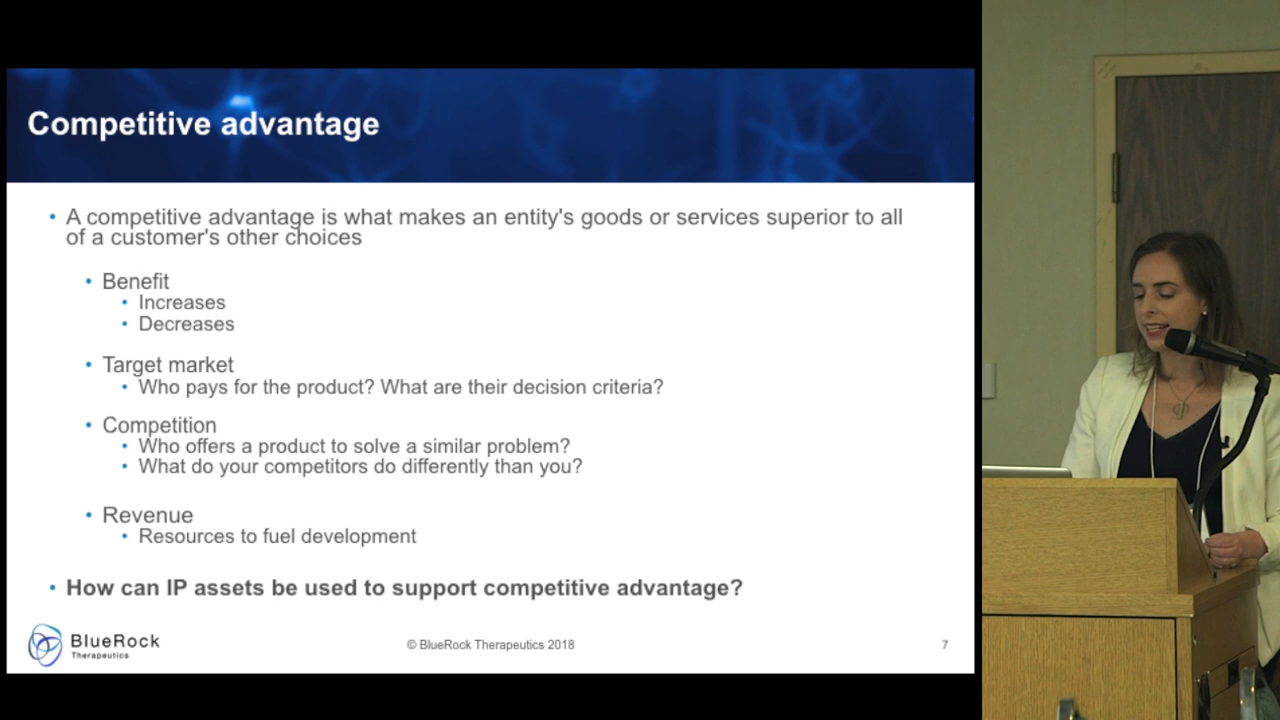 Competitive advantage
• A competitive advantage is what makes an entity's goods or services superior to all
of a customer's other choices
• Benefit
• Increases
• Decreases
• Target market
• Who pays for the product? What are their decision criteria?
• Competition
• Who offers a product to solve a similar problem?
• What do your competitors do differently than you?
• Revenue
• Resources to fuel development
• How can IP assets be used to support competitive advantage?
BlueRock
Therapeutics
© BlueRock Therapeutics 2018
7